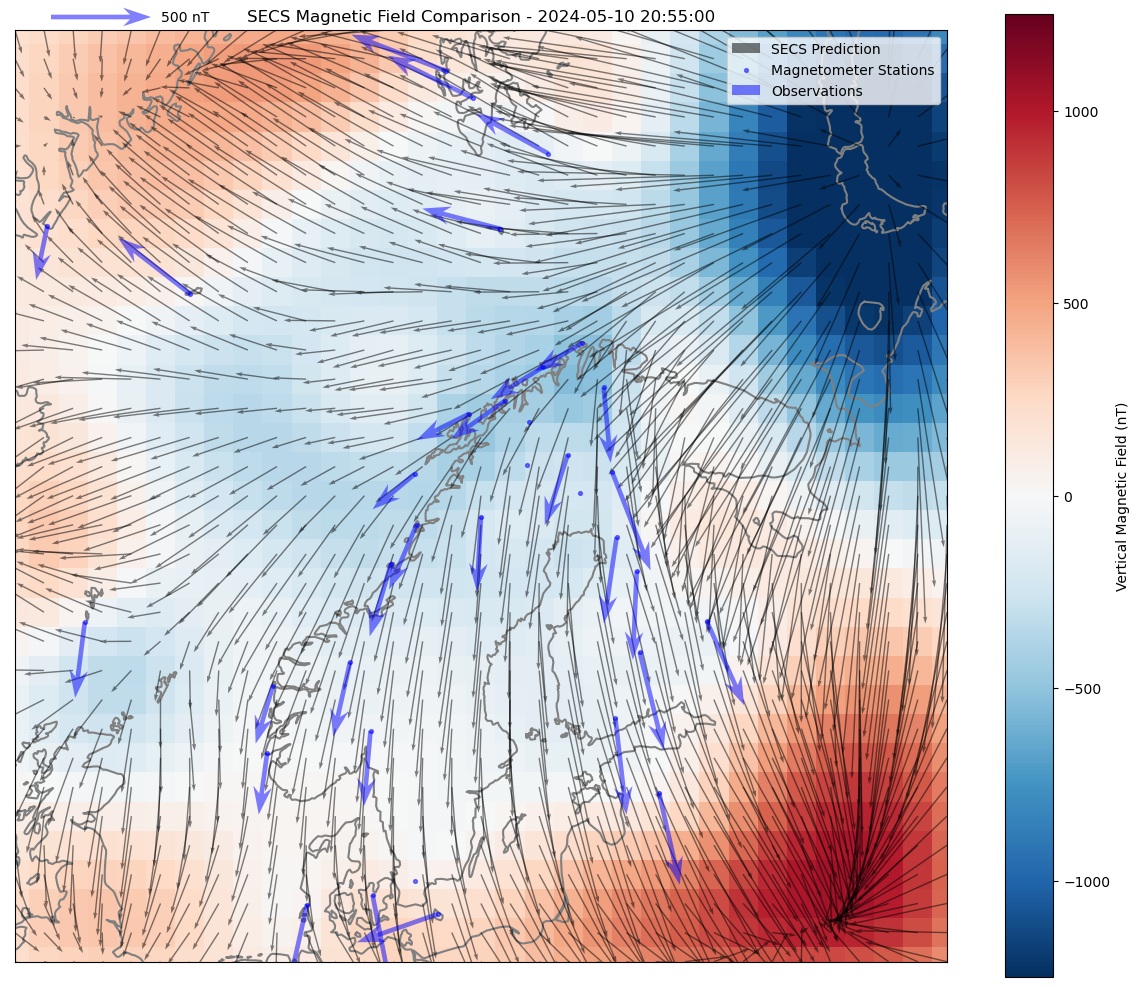 500 nT
SECS Magnetic Field Comparison - 2024-05-10 20:55:00
SECS Prediction
Magnetometer Stations
Observations
1000
500
0
−500
−1000
Vertical Magnetic Field (nT)